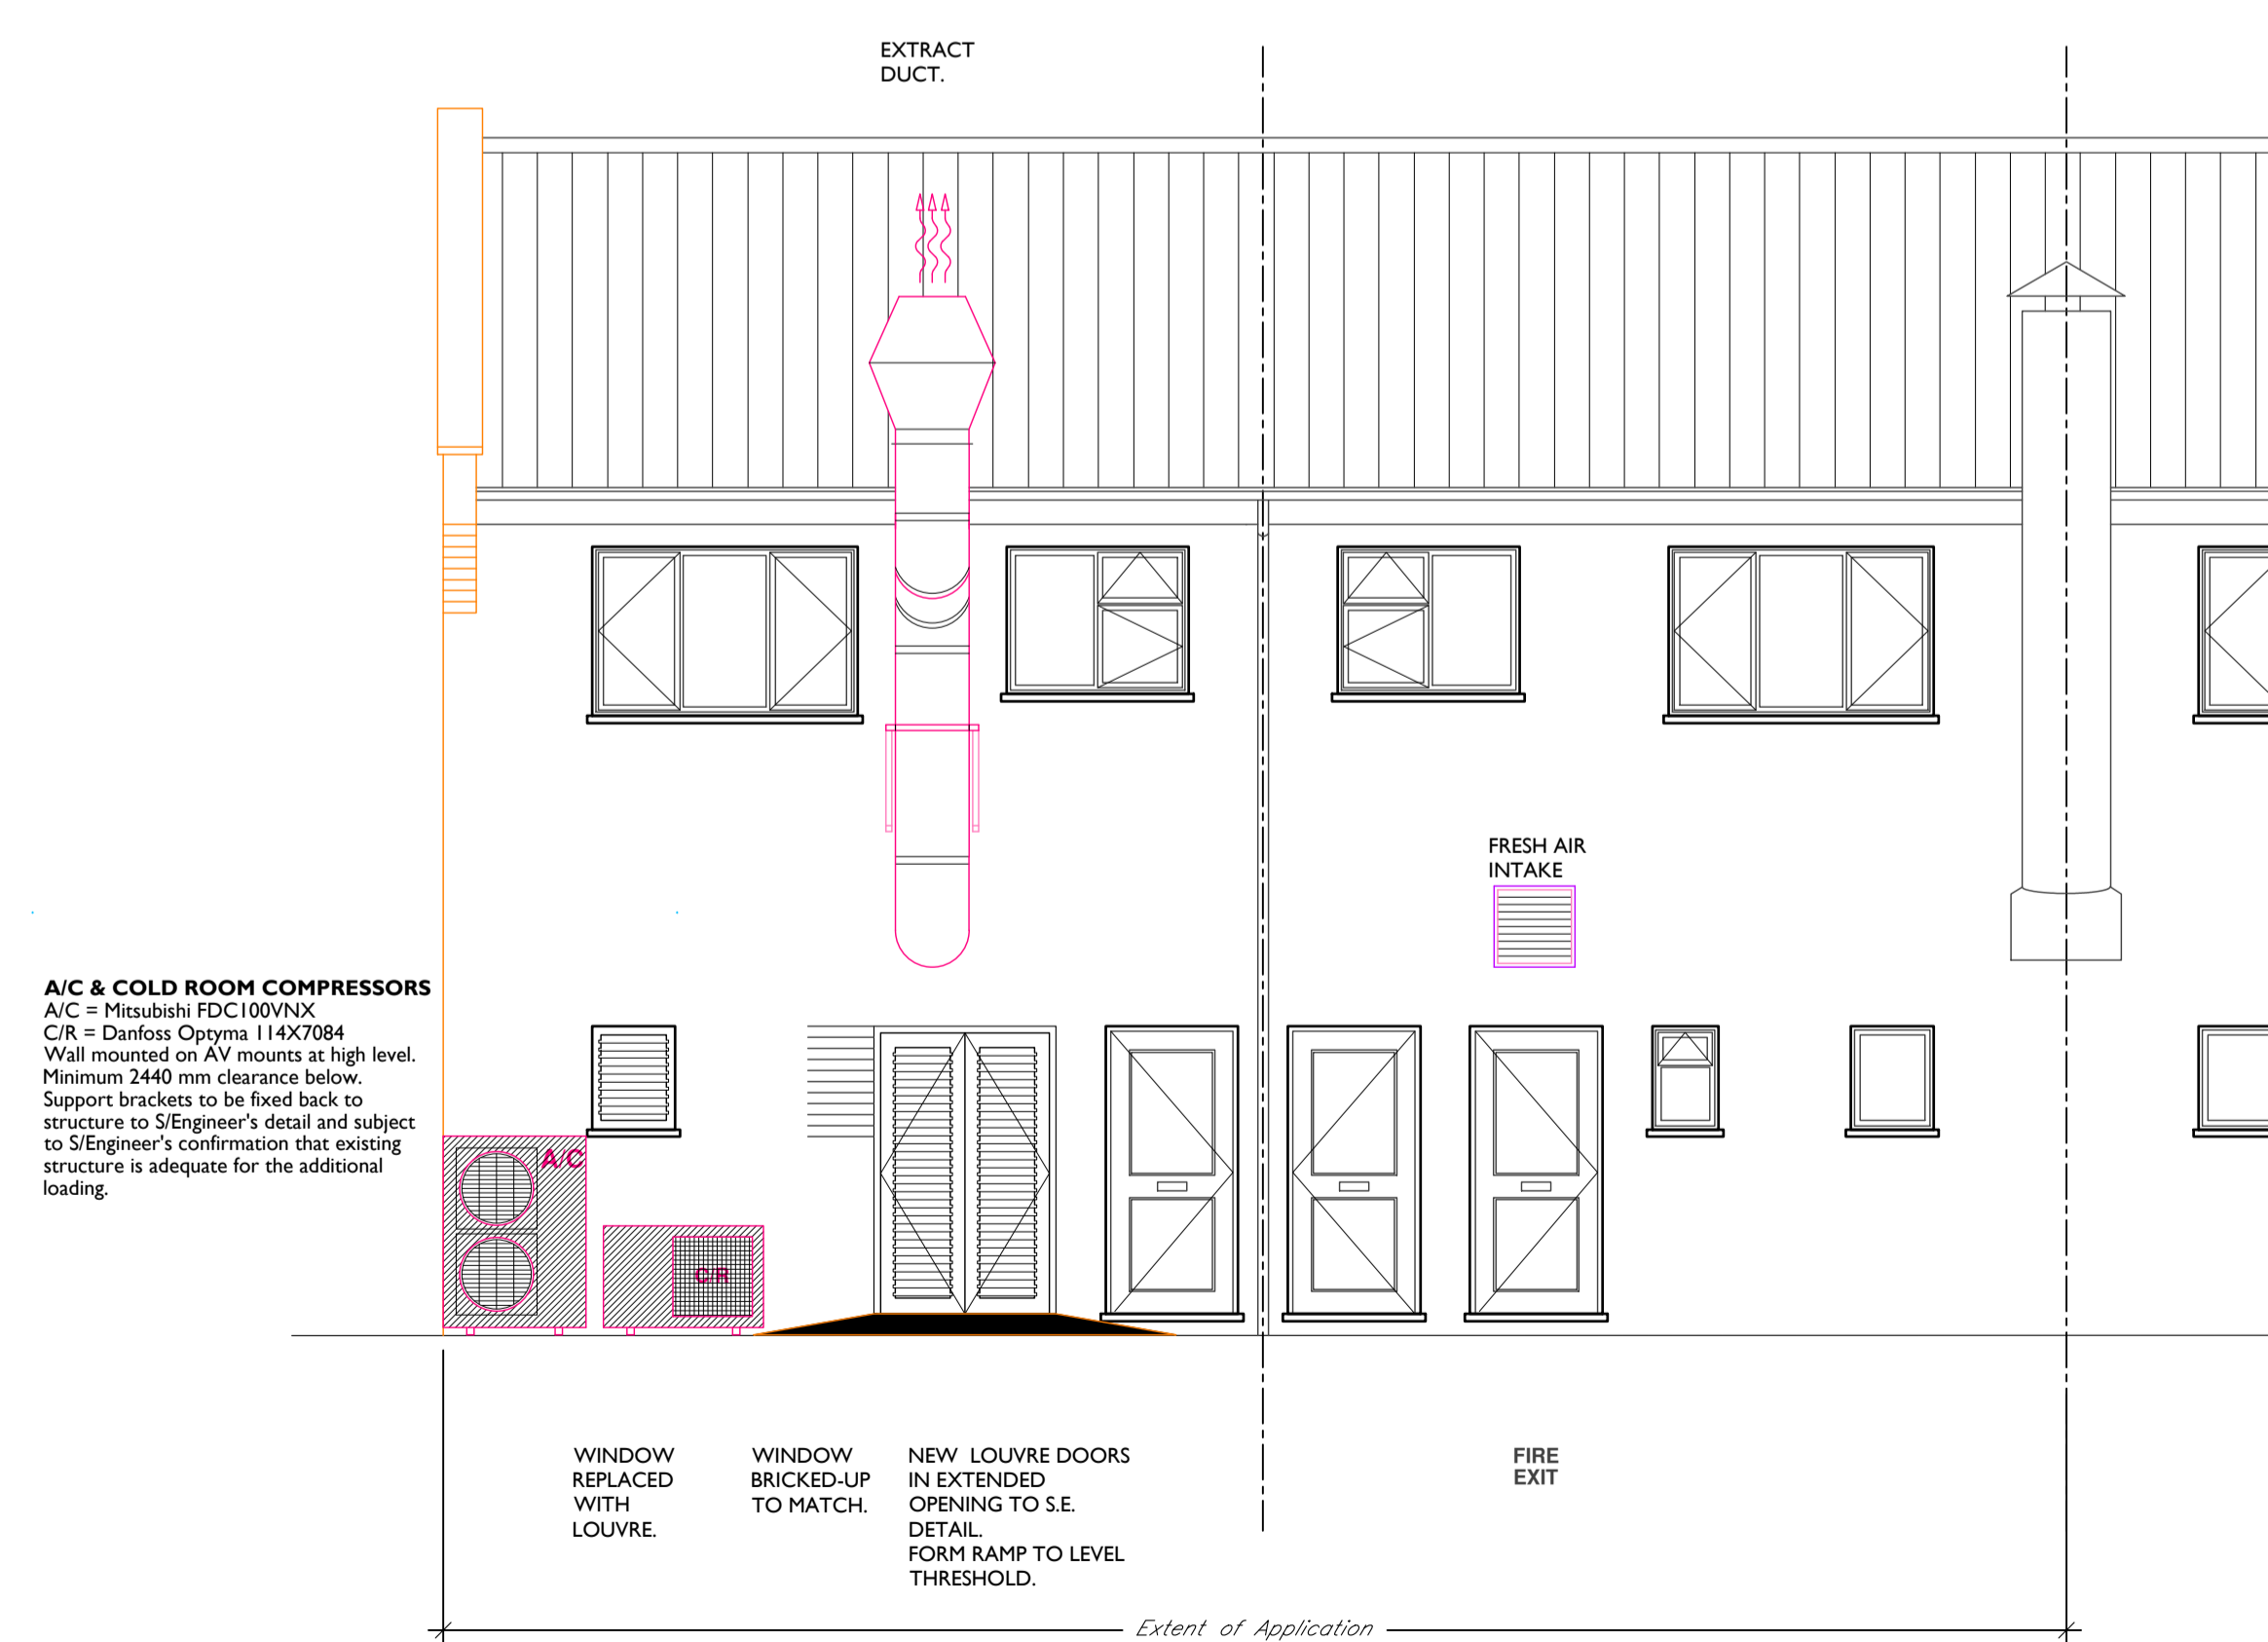 EXTRACT
DUCT.
FRESH AIR
INTAKE
A/C & COLD ROOM COMPRESSORS
A/C = Mitsubishi FDC100VNX
C/R = Danfoss Optyma 114X7084
Wall mounted on AV mounts at high level.
Minimum 2440 mm clearance below.
Support brackets to be fixed back to
structure to S/Engineer's detail and subject
to S/Engineer's confirmation that existing
structure is adequate for the additional
loading.
A/C
C/R
WINDOW
REPLACED
WITH
LOUVRE.
WINDOW
BRICKED-UP
TO MATCH.
NEW LOUVRE DOORS
IN EXTENDED
OPENING TO S.E.
DETAIL.
FORM RAMP TO LEVEL
THRESHOLD.
FIRE
EXIT
Extent of Application